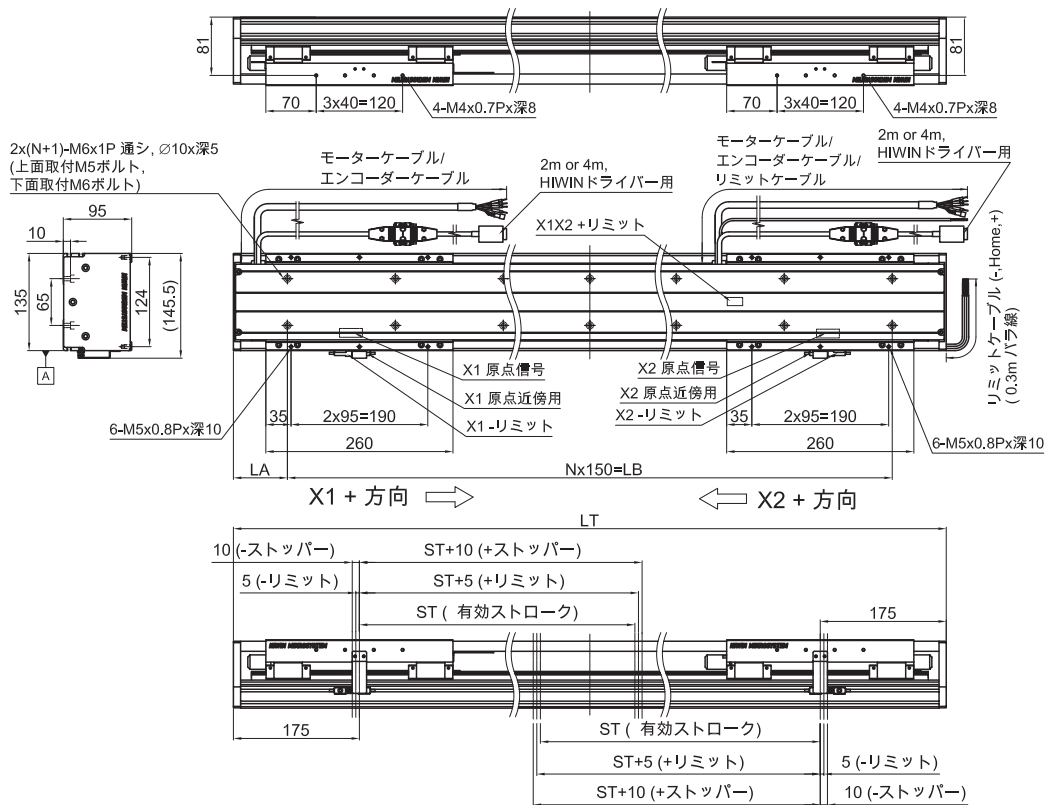 81
81
70
3x40=120
4-M4x0.7Px深8
70
3x40=120
4-M4x0.7Px深8
2x(N+1)-M6x1P 通シ, ∅10x深5
(上面取付M5ボルト,
下面取付M6ボルト)
モーターケーブル/
エンコーダーケーブル
2m or 4m,
HIWINドライバー用
モーターケーブル/
エンコーダーケーブル/
リミットケーブル
2m or 4m,
HIWINドライバー用
X1X2 +リミット
95
10
135
65
124
(145.5)
A
リミットケーブル (-,Home,+)
( 0.3m バラ線)
X1 原点信号
X1 原点近傍用
X1 -リミット
X2 原点信号
X2 原点近傍用
X2 -リミット
35
2x95=190
260
6-M5x0.8Px深10
35
2x95=190
260
6-M5x0.8Px深10
LA
Nx150=LB
X1 + 方向
X2 + 方向
LT
10 (-ストッパー)
ST+10 (+ストッパー)
5 (-リミット)
ST+5 (+リミット)
ST ( 有効ストローク)
175
175
ST ( 有効ストローク)
ST+5 (+リミット)
5 (-リミット)
ST+10 (+ストッパー)
10 (-ストッパー)